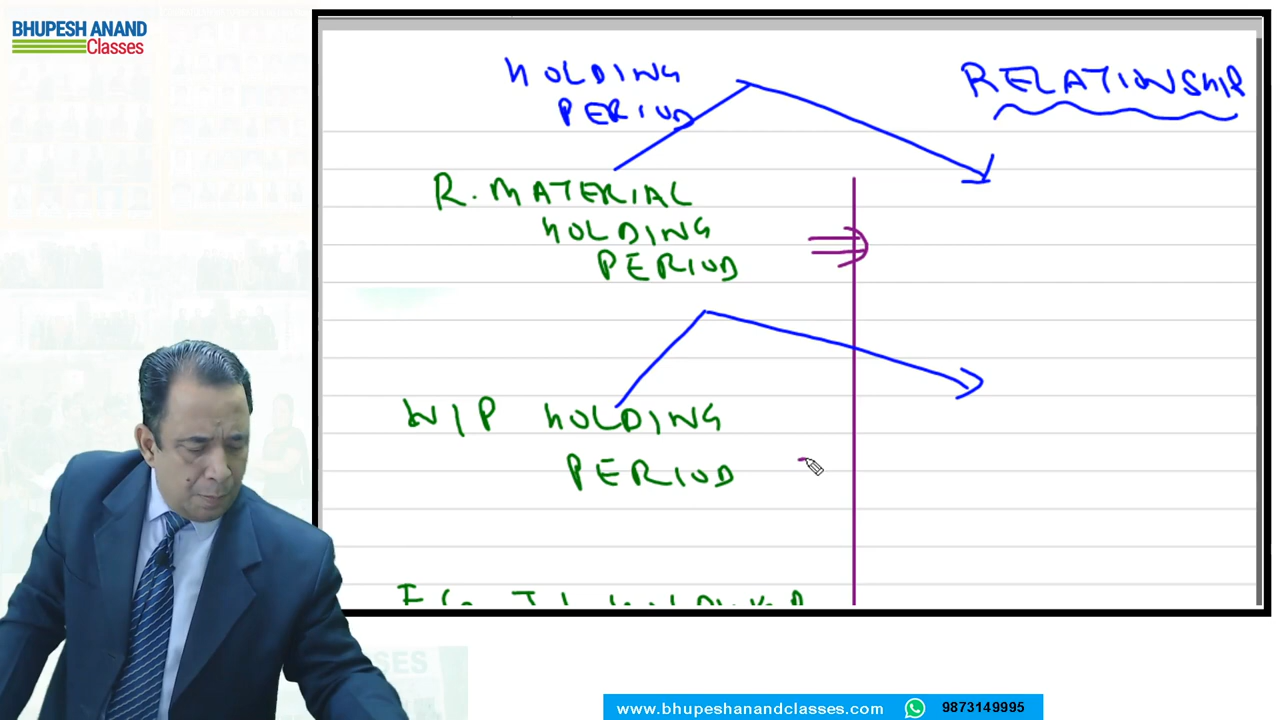 BHUPESH ANAND
Classes
HOLDING
PERIOD
RELATIONSHIP
R. MATERIAL
HOLDING
PERIOD
WIP HOLDING
PERIOD
www.bhupeshanandclasses.com
9873149995